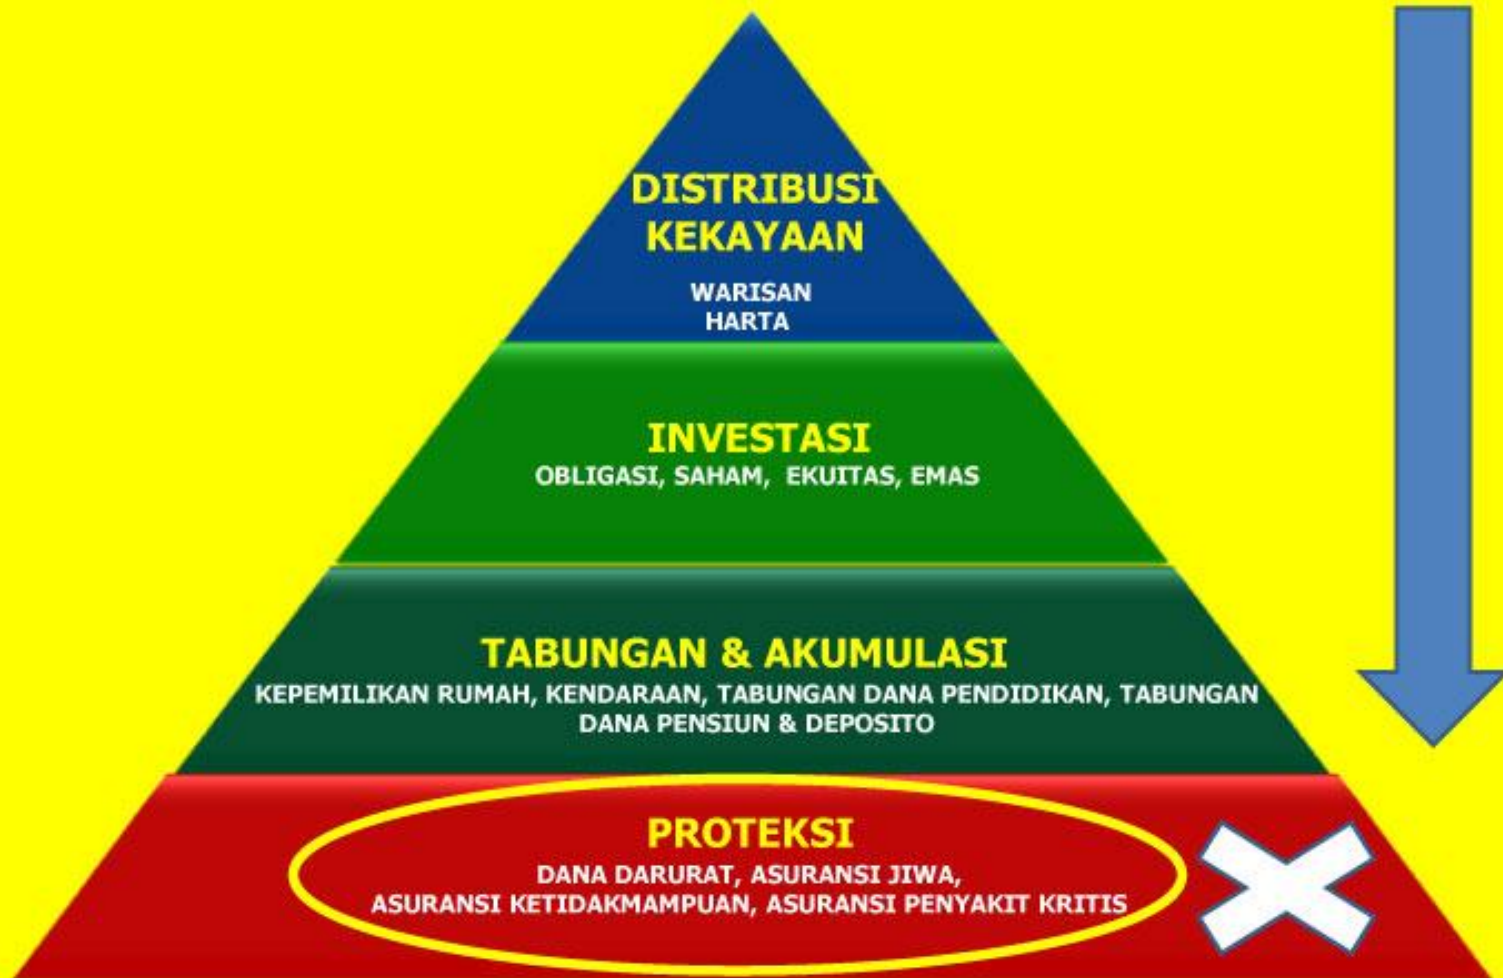 DISTRIBUSI
KEKAYAAN
WARISAN
HARTA
INVESTASI
OBLIGASI, SAHAM, EKUITAS, EMAS
TABUNGAN & AKUMULASI
KEPEMILIKAN RUMAH, KENDARAAN, TABUNGAN DANA PENDIDIKAN, TABUNGAN
DANA PENSIUN & DEPOSITO
PROTEKSI
DANA DARURAT, ASURANSI JIWA,
ASURANSI KETIDAKMAMPUAN, ASURANSI PENYAKIT KRITIS